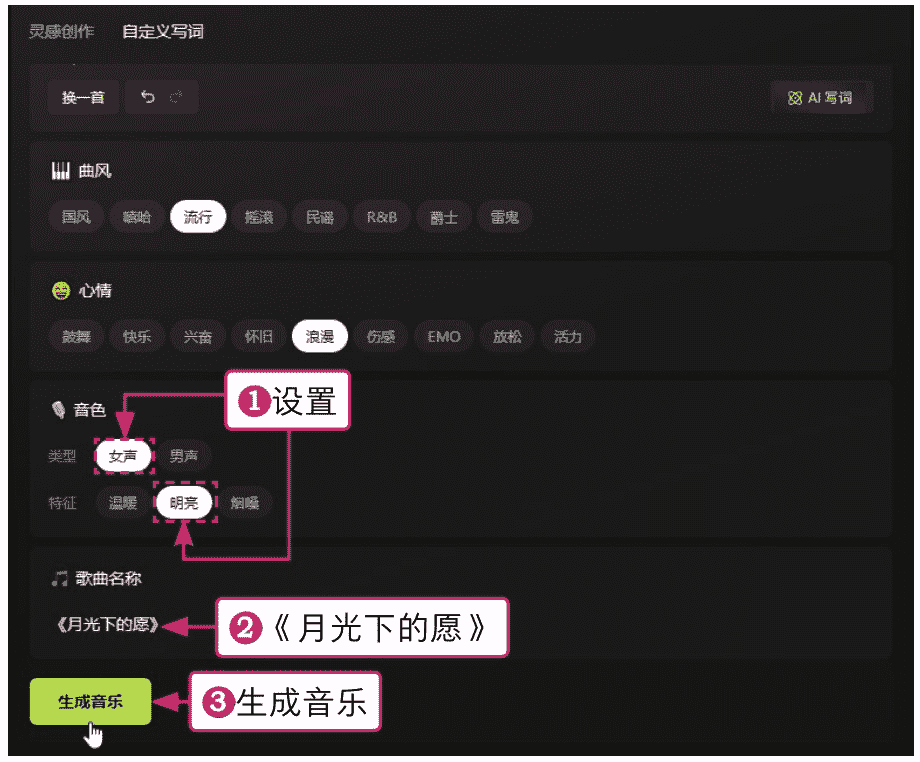 灵感创作 自定义写词
换一首 AI 写词
曲风
国风 嘻哈 流行 摇滚 民谣 R&B 爵士 雷鬼
心情
鼓舞 快乐 兴奋 怀旧 浪漫 伤感 EMO 放松 活力
❶设置
音色
类型 女声 男声
特征 温暖 明亮 烟嗓
歌曲名称
《月光下的愿》 ❷《月光下的愿》
生成音乐 ❸生成音乐